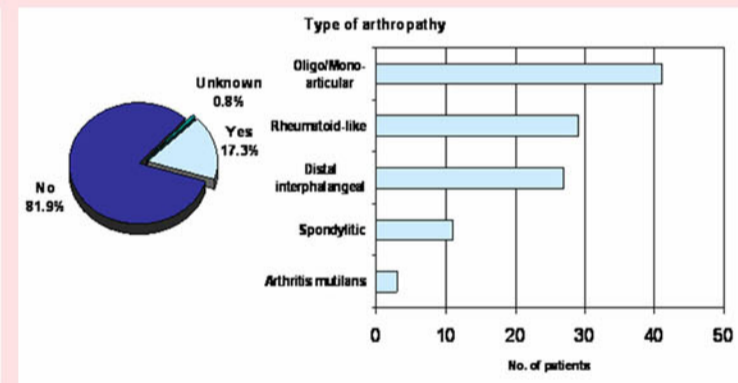 Type of arthropathy
Unknown
0.8%
Yes
17.3%
No
81.9%
Oligo/Mono-
articular
Rheumatoid-like
Distal
interphalangeal
Spondylitic
Arthritis mutilans
0 10 20 30 40 50
No. of patients